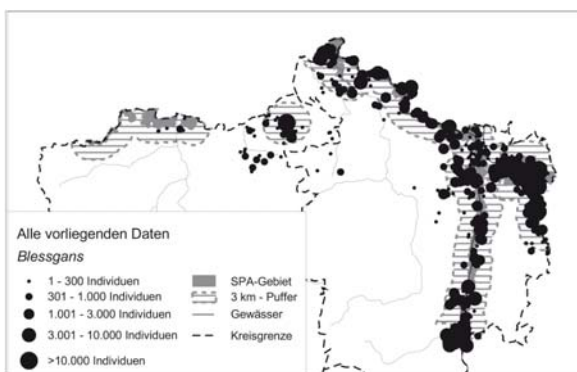 Alle vorliegenden Daten
Blessgans
1 - 300 Individuen
301 - 1.000 Individuen
1.001 - 3.000 Individuen
3.001 - 10.000 Individuen
>10.000 Individuen
SPA-Gebiet
3 km - Puffer
Gewässer
Kreisgrenze